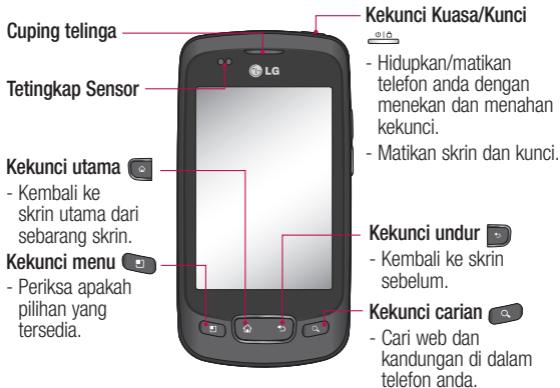 Cuping telinga
Tetingkap Sensor
Kekunci utama
- Kembali ke
skrin utama dari
sebarang skrin.
Kekunci menu
- Periksa apakah
pilihan yang
tersedia.
LG
Kekunci Kuasa/Kunci
- Hidupkan/matikan
telefon anda dengan
menekan dan menahan
kekunci.
- Matikan skrin dan kunci.
Kekunci undur
- Kembali ke skrin
sebelum.
Kekunci carian
- Cari web dan
kandungan di dalam
telefon anda.